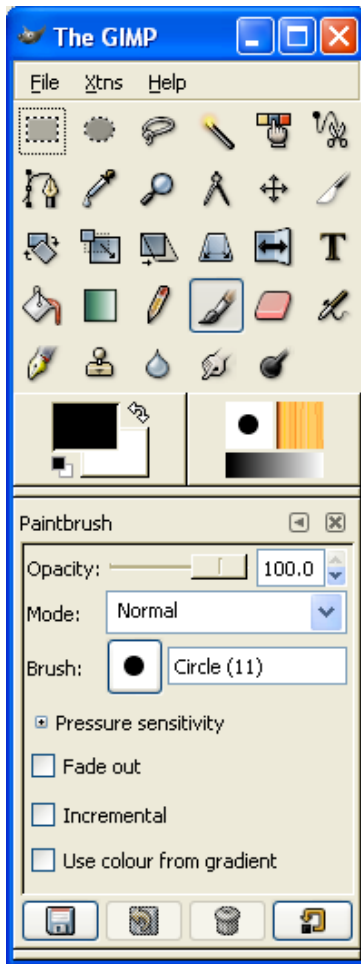 The GIMP
File Xtns Help
T
Paintbrush
Opacity: 100.0
Mode: Normal
Brush: Circle (11)
Pressure sensitivity
Fade out
Incremental
Use colour from gradient